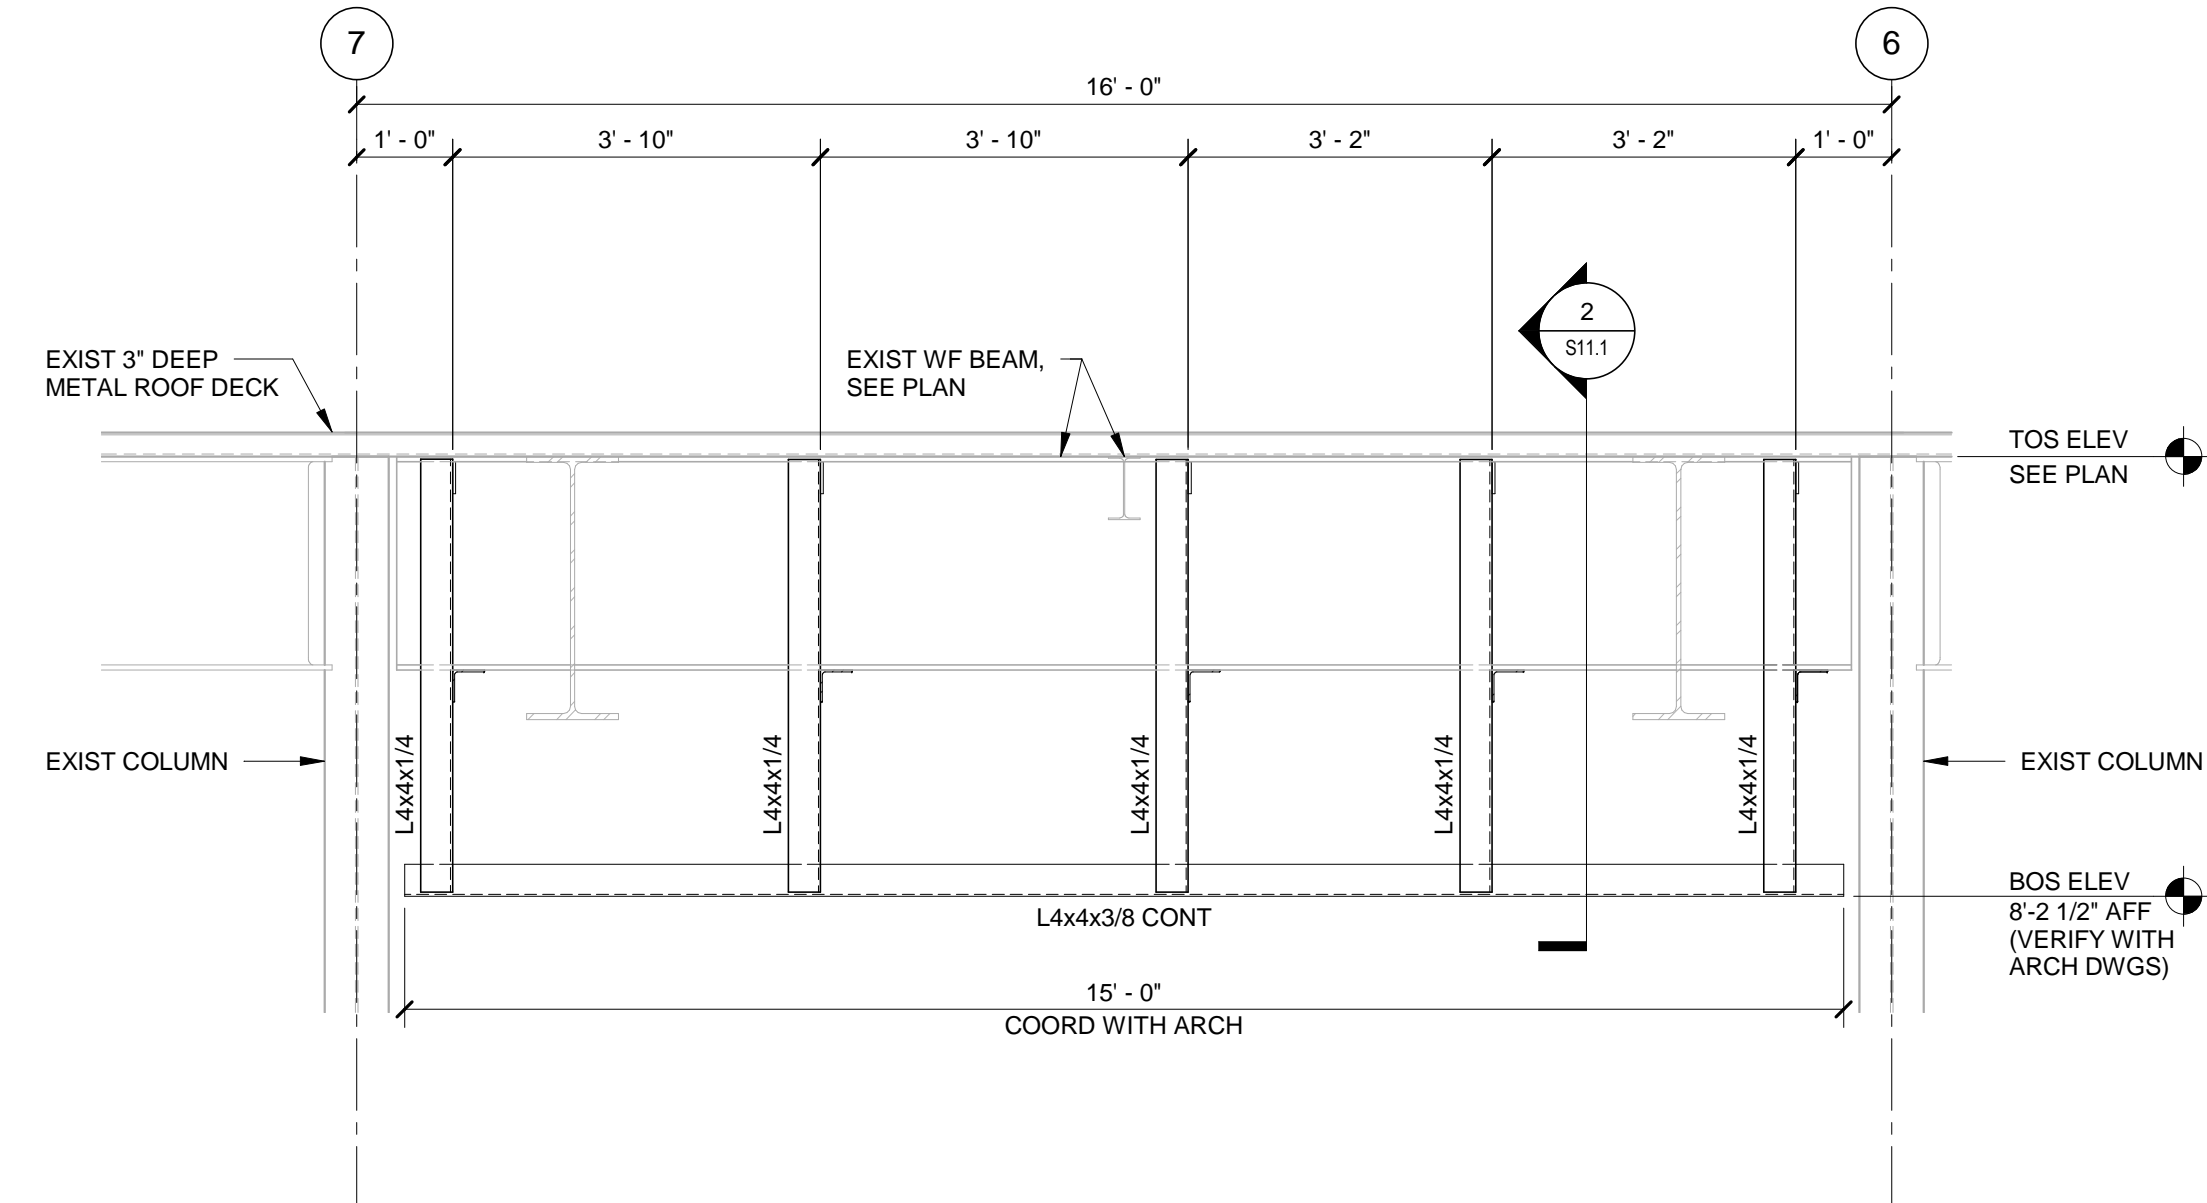 7
6
16' - 0"
1' - 0"
3' - 10"
3' - 10"
3' - 2"
3' - 2"
1' - 0"
2
S11.1
EXIST 3" DEEP
METAL ROOF DECK
EXIST WF BEAM,
SEE PLAN
TOS ELEV
SEE PLAN
EXIST COLUMN
L4x4x1/4
L4x4x1/4
L4x4x1/4
L4x4x1/4
L4x4x1/4
EXIST COLUMN
L4x4x3/8 CONT
BOS ELEV
8'-2 1/2" AFF
(VERIFY WITH
ARCH DWGS)
15' - 0"
COORD WITH ARCH